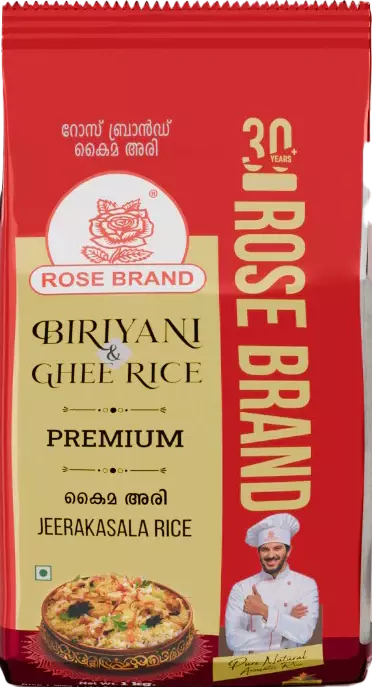 റോസ് ബ്രാൻഡ്
കൈമ അരി
®
ROSE BRAND
BIRIYANI
&
GHEE RICE
PREMIUM
കൈമ അരി
JEERAKASALA RICE
30+
YEARS
ROSE BRAND
Pure Natural
Aromatic Rice
Net Wt. 1 kg.